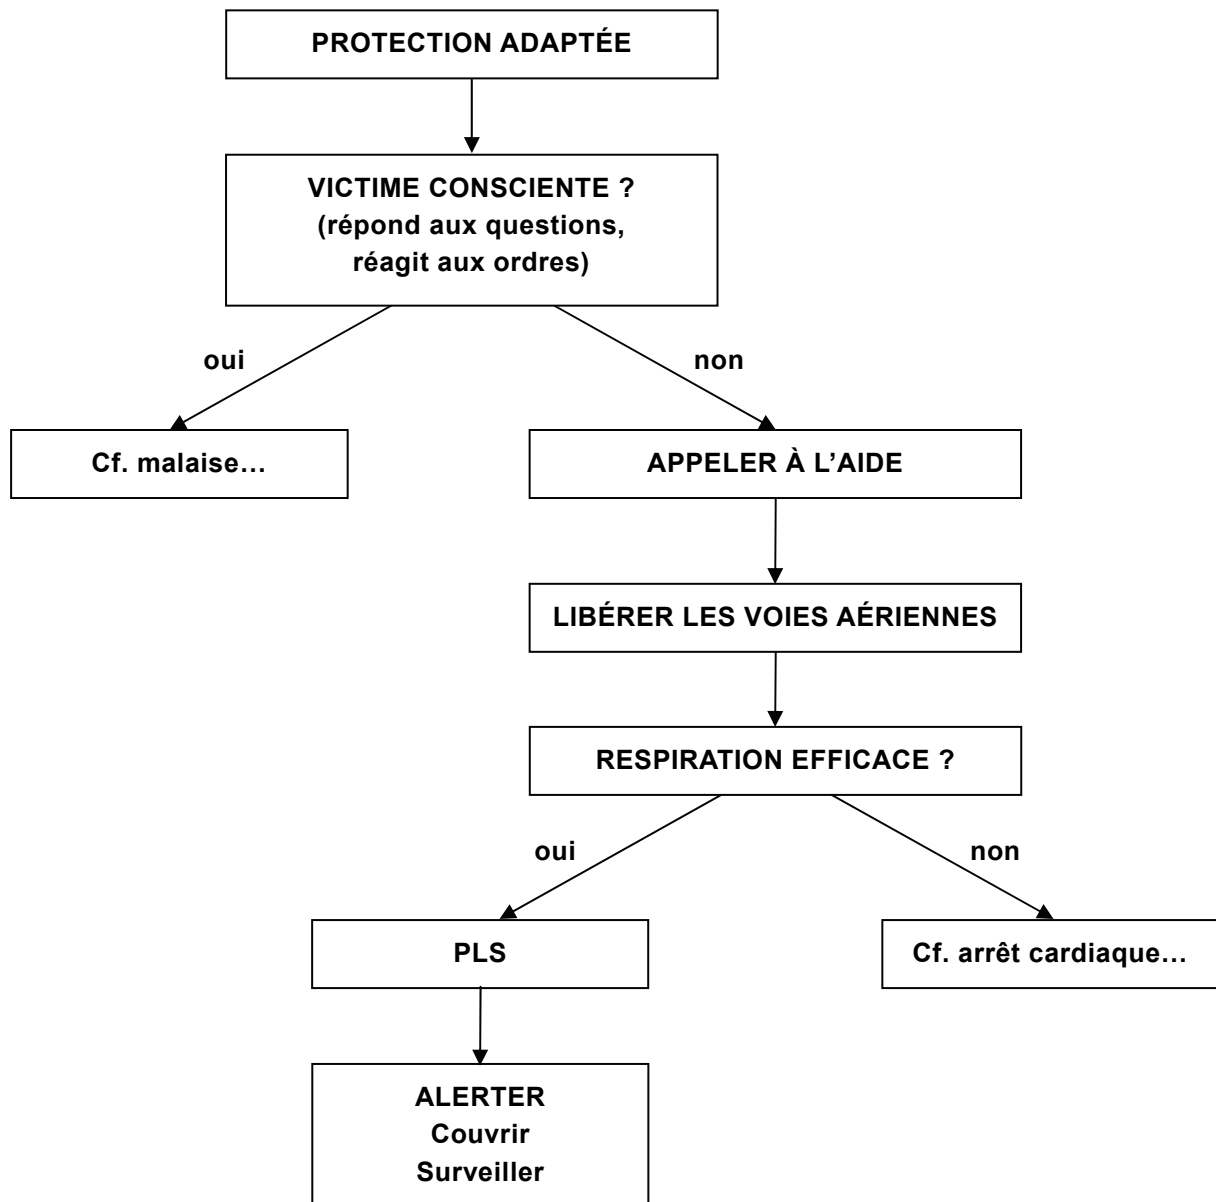 PROTECTION ADAPTÉE
VICTIME CONSCIENTE ?
(répond aux questions,
réagit aux ordres)
oui
non
Cf. malaise…
APPELER À L’AIDE
LIBÉRER LES VOIES AÉRIENNES
RESPIRATION EFFICACE ?
oui
non
PLS
Cf. arrêt cardiaque…
ALERTER
Couvrir
Surveiller